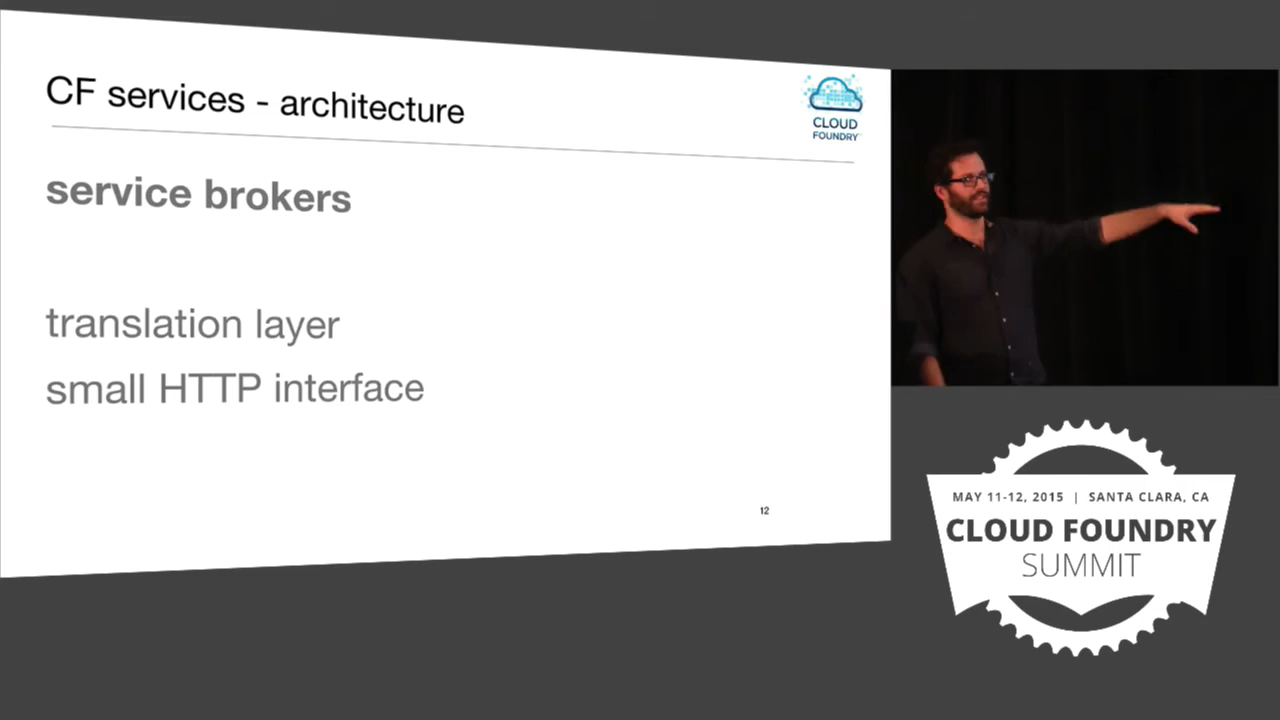 CF services - architecture
CLOUD
FOUNDRY
service brokers
translation layer
small HTTP interface
12
MAY 11-12, 2015 | SANTA CLARA, CA
CLOUD FOUNDRY
SUMMIT